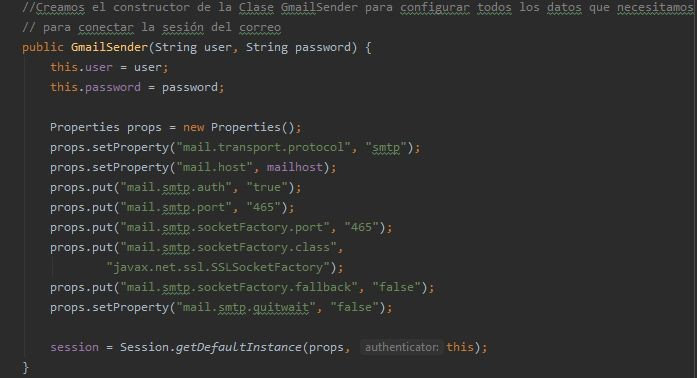 //Creamos el constructor de la Clase GmailSender para configurar todos los datos que necesitamos
// para conectar la sesión del correo
public GmailSender(String user, String password) {
this.user = user;
this.password = password;
Properties props = new Properties();
props.setProperty("mail.transport.protocol", "smtp");
props.setProperty("mail.host", mailhost);
props.put("mail.smtp.auth", "true");
props.put("mail.smtp.port", "465");
props.put("mail.smtp.socketFactory.port", "465");
props.put("mail.smtp.socketFactory.class",
"javax.net.ssl.SSLSocketFactory");
props.put("mail.smtp.socketFactory.fallback", "false");
props.setProperty("mail.smtp.quitwait", "false");
session = Session.getDefaultInstance(props, authenticator: this);
}